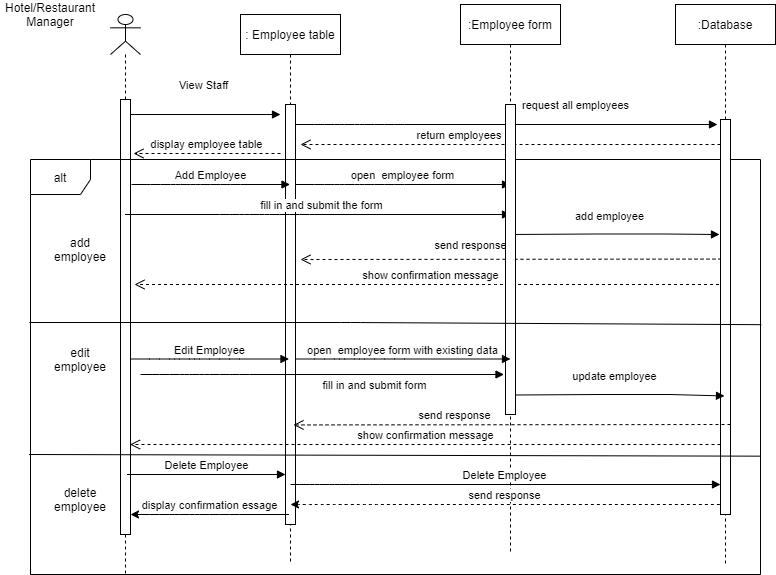 Hotel/Restaurant
Manager
: Employee table
:Employee form
:Database
View Staff
request all employees
return employees
display employee table
alt
Add Employee
open employee form
fill in and submit the form
add employee
add
employee
send response
show confirmation message
edit
employee
Edit Employee
open employee form with existing data
fill in and submit form
update employee
send response
show confirmation message
Delete Employee
Delete Employee
delete
employee
send response
display confirmation essage